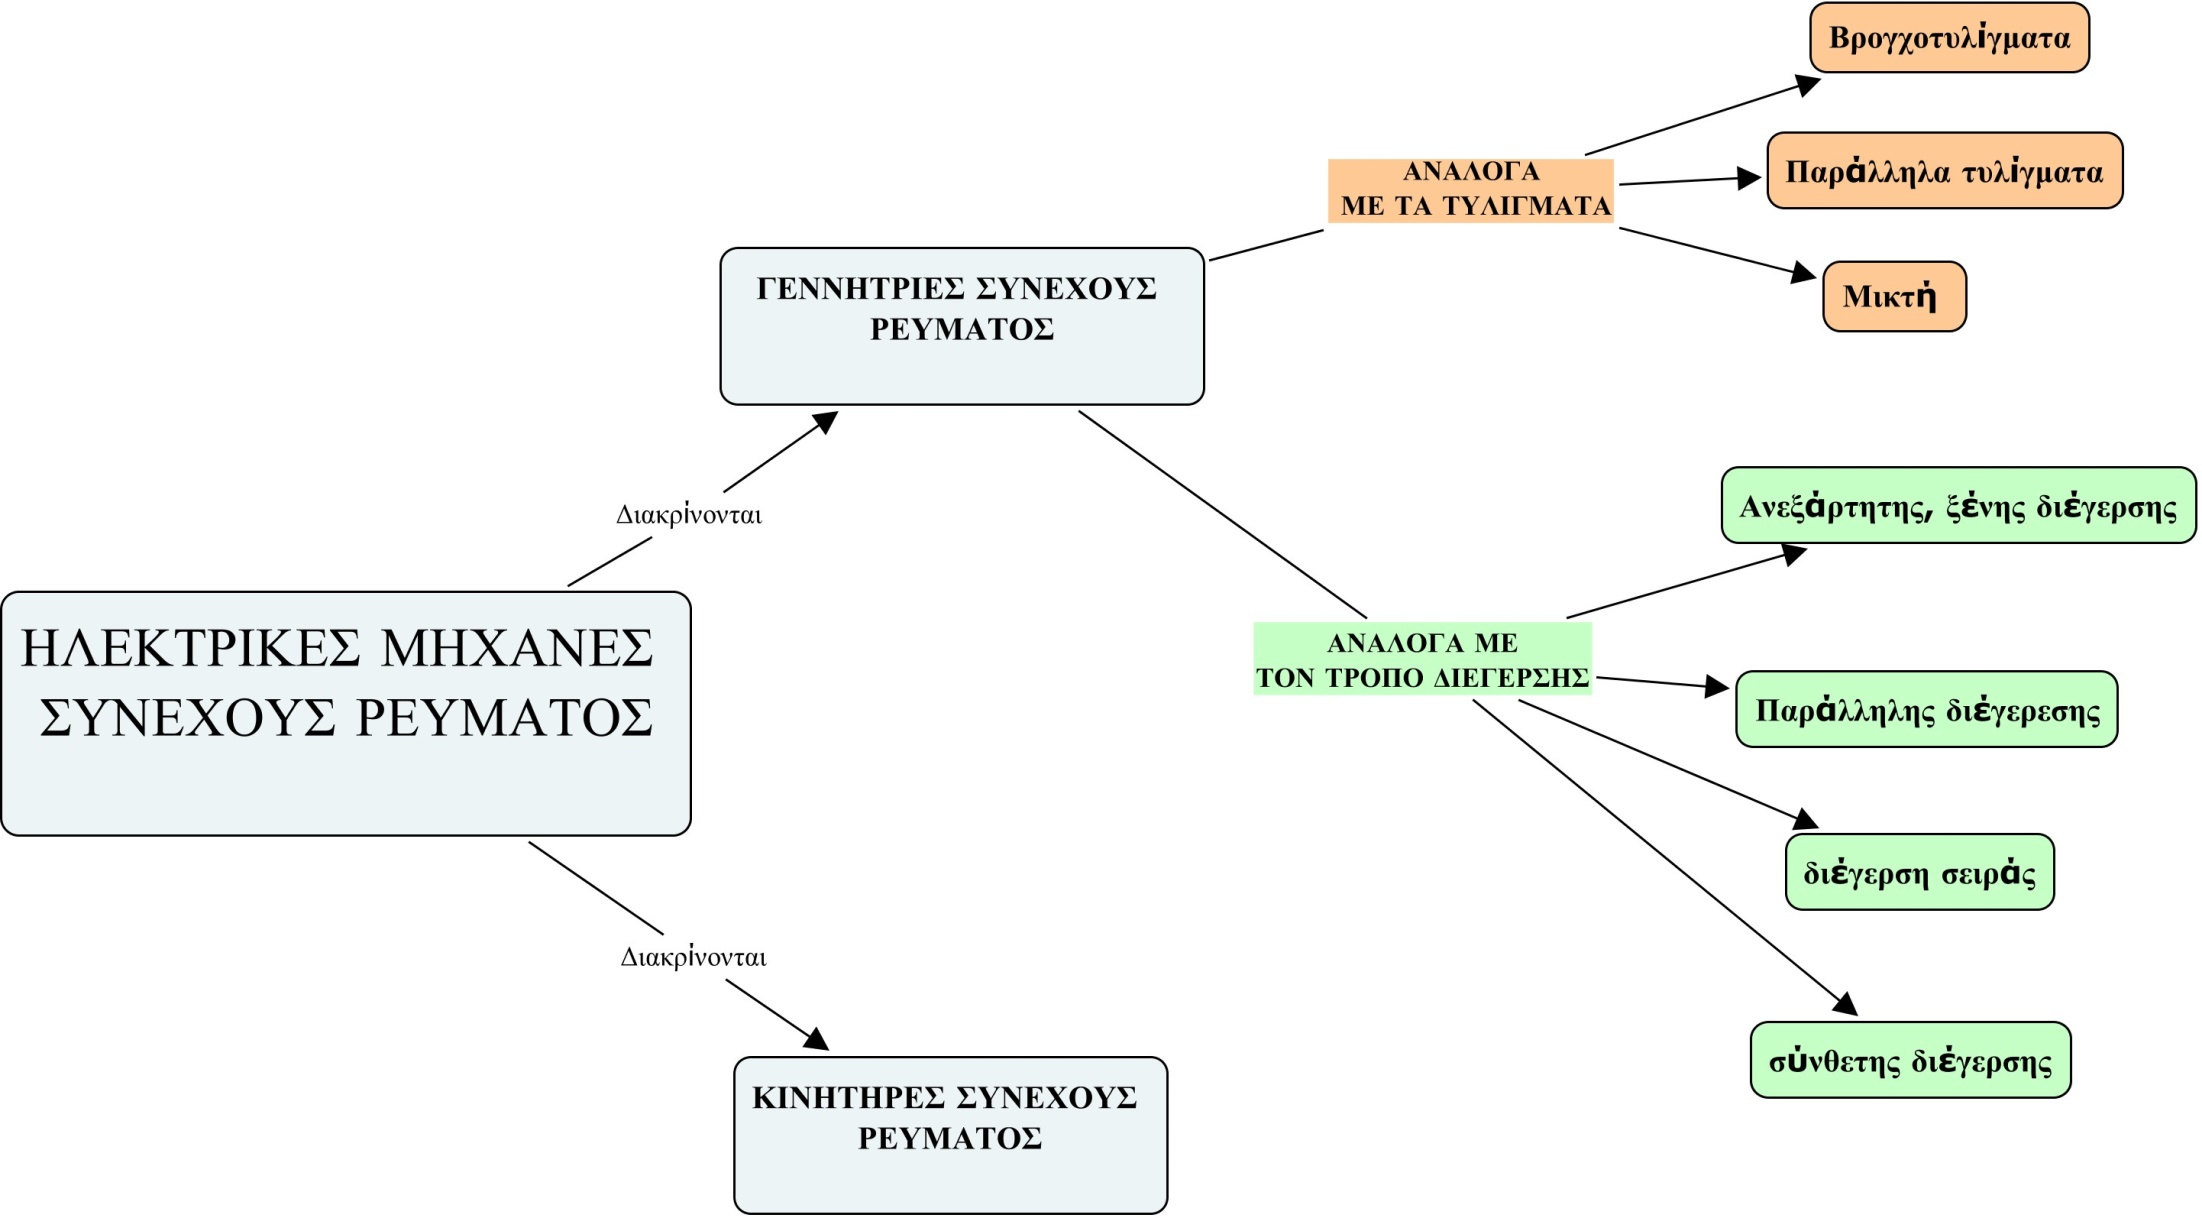 Βρογχοτυλίγματα
ΑΝΑΛΟΓΑ
ΜΕ ΤΑ ΤΥΛΙΓΜΑΤΑ
Παράλληλα τυλίγματα
Μικτή
ΓΕΝΝΗΤΡΙΕΣ ΣΥΝΕΧΟΥΣ
ΡΕΥΜΑΤΟΣ
Διακρίνονται
ΗΛΕΚΤΡΙΚΕΣ ΜΗΧΑΝΕΣ
ΣΥΝΕΧΟΥΣ ΡΕΥΜΑΤΟΣ
ΑΝΑΛΟΓΑ ΜΕ
ΤΟΝ ΤΡΟΠΟ ΔΙΕΓΕΡΣΗΣ
Ανεξάρτητης, ξένης διέγερσης
Παράλληλης διέγερεσης
διέγερση σειράς
σύνθετης διέγερσης
Διακρίνονται
ΚΙΝΗΤΗΡΕΣ ΣΥΝΕΧΟΥΣ
ΡΕΥΜΑΤΟΣ